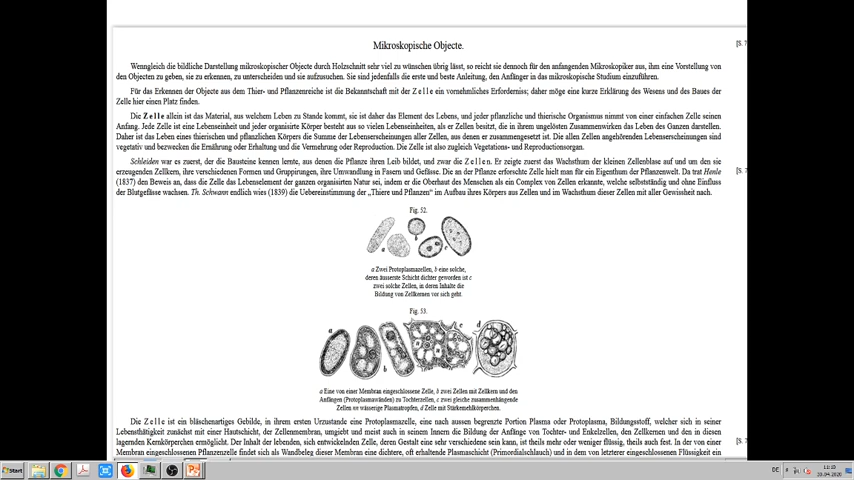 Mikroskopische Objecte.
[S. 7
Wenngleich die bildliche Darstellung mikroskopischer Objecte durch Holzschnitt sehr viel zu wünschen übrig lässt, so reicht sie dennoch für den anfangenden Mikroskopiker aus, ihm eine Vorstellung von
den Objecten zu geben, sie zu erkennen, zu unterscheiden und sie aufzusuchen. Sie sind jedenfalls die erste und beste Anleitung, den Anfänger in das mikroskopische Studium einzuführen.
Für das Erkennen der Objecte aus dem Thier- und Pflanzenreiche ist die Bekanntschaft mit der Zelle ein vornehmliches Erforderniss; daher möge eine kurze Erklärung des Wesens und des Baues der
Zelle hier einen Platz finden.
Die Zelle allein ist das Material, aus welchem Leben zu Stande kommt, sie ist daher das Element des Lebens, und jeder pflanzliche und thierische Organismus nimmt von einer einfachen Zelle seinen
Anfang. Jede Zelle ist eine Lebenseinheit und jeder organisirte Körper besteht aus so vielen Lebenseinheiten, als er Zellen besitzt, die in ihrem ungelösten Zusammenwirken das Leben des Ganzen darstellen.
Daher ist das Leben eines thierischen und pflanzlichen Körpers die Summe der Lebenserscheinungen aller Zellen, aus denen er zusammengesetzt ist. Die allen Zellen angehörenden Lebenserscheinungen sind
vegetativ und bezwecken die Ernährung oder Erhaltung und die Vermehrung oder Reproduction. Die Zelle ist also zugleich Vegetations- und Reproductionsorgan.
Schleiden war es zuerst, der die Bausteine kennen lernte, aus denen die Pflanze ihren Leib bildet, und zwar die Zellen. Er zeigte zuerst das Wachsthum der kleinen Zellenblase auf und um den sie
[S. 7
erzeugenden Zellkern, ihre verschiedenen Formen und Gruppirungen, ihre Umwandlung in Fasern und Gefässe. Die an der Pflanze erforschte Zelle hielt man für ein Eigenthum der Pflanzenwelt. Da trat Henle
(1837) den Beweis an, dass die Zelle das Lebenselement der ganzen organisirten Natur sei, indem er die Oberhaut des Menschen als ein Complex von Zellen erkannte, welche selbstständig und ohne Einfluss
der Blutgefässe wachsen. Th. Schwann endlich wies (1839) die Uebereinstimmung der „Thiere und Pflanzen" im Aufbau ihres Körpers aus Zellen und im Wachsthum dieser Zellen mit aller Gewissheit nach.
Fig. 52.
a
b
c
a Zwei Protoplasmazellen, b eine solche,
deren äusserste Schicht dichter geworden ist c
zwei solche Zellen, in deren Inhalte die
Bildung von Zellkernen vor sich geht.
Fig. 53.
a
b
c
d
a Eine von einer Membran eingeschlossene Zelle, b zwei Zellen mit Zellkern und den
Anfängen (Protoplasmawänden) zu Tochterzellen, c zwei gleiche zusammenhängende
Zellen nn wässerige Plasmatropfen, d Zelle mit Stärkemehlkörperchen.
Die Zelle ist ein bläschenartiges Gebilde, in ihrem ersten Urzustande eine Protoplasmazelle, eine nach aussen begrenzte Portion Plasma oder Protoplasma, Bildungsstoff, welcher sich in seiner
Lebensthätigkeit zunächst mit einer Hautschicht, der Zellenmembran, umgiebt und meist auch in seinem Innern die Bildung der Anfänge von Tochter- und Enkelzellen, den Zellkernen und den in diesen
lagernden Kernkörperchen ermöglicht. Der Inhalt der lebenden, sich entwickelnden Zelle, deren Gestalt eine sehr verschiedene sein kann, ist theils mehr oder weniger flüssig, theils auch fest. In der von einer
[S. 7
Membran eingeschlossenen Pflanzenzelle findet sich als Wandbeleg dieser Membran eine dichtere, oft erhaltende Plasmaschicht (Primordialschlauch) und in dem von letzterer eingeschlossenen Flüssigkeit ein
Start
DE
11:10
20.04.2020